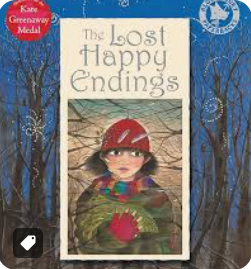 Kate
Greenaway
Medal
The Lost
Happy
Endings